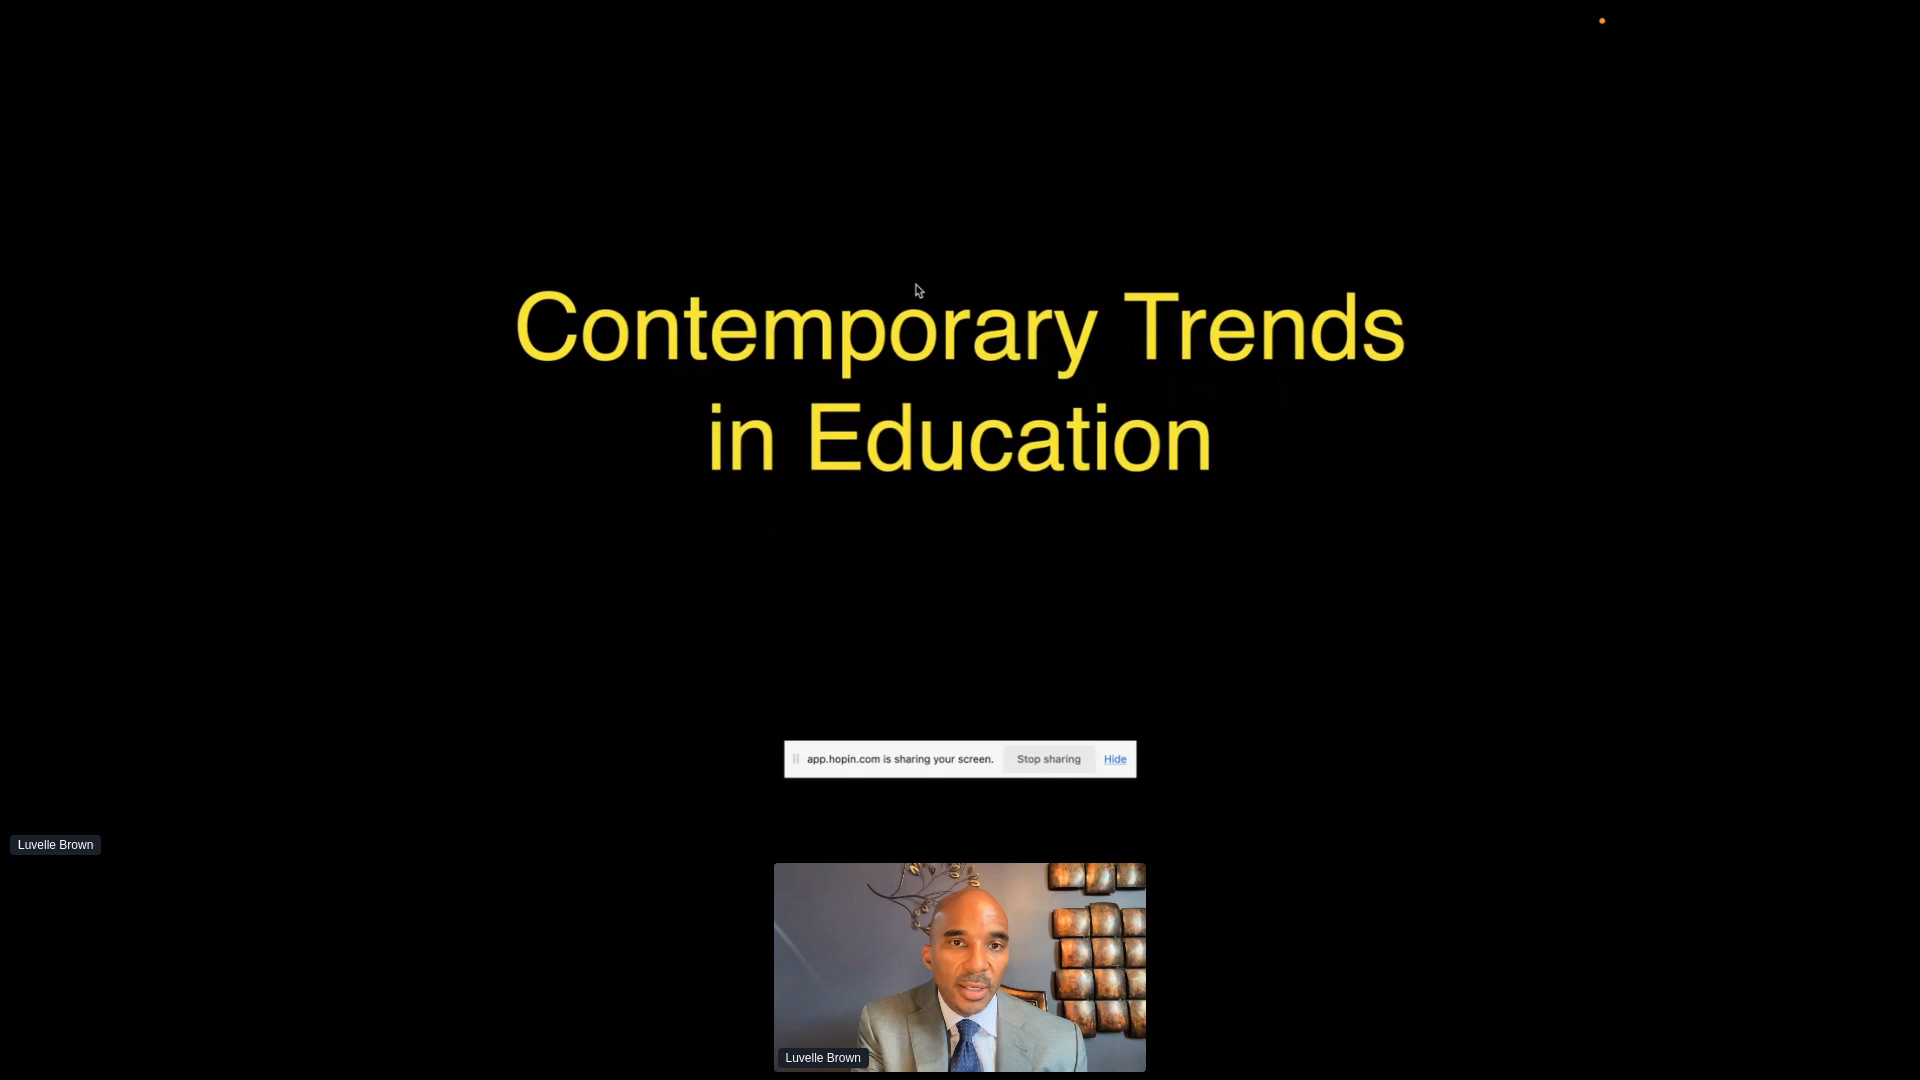 Contemporary Trends
in Education
app.hopin.com is sharing your screen. Stop sharing Hide
Luvelle Brown
Luvelle Brown